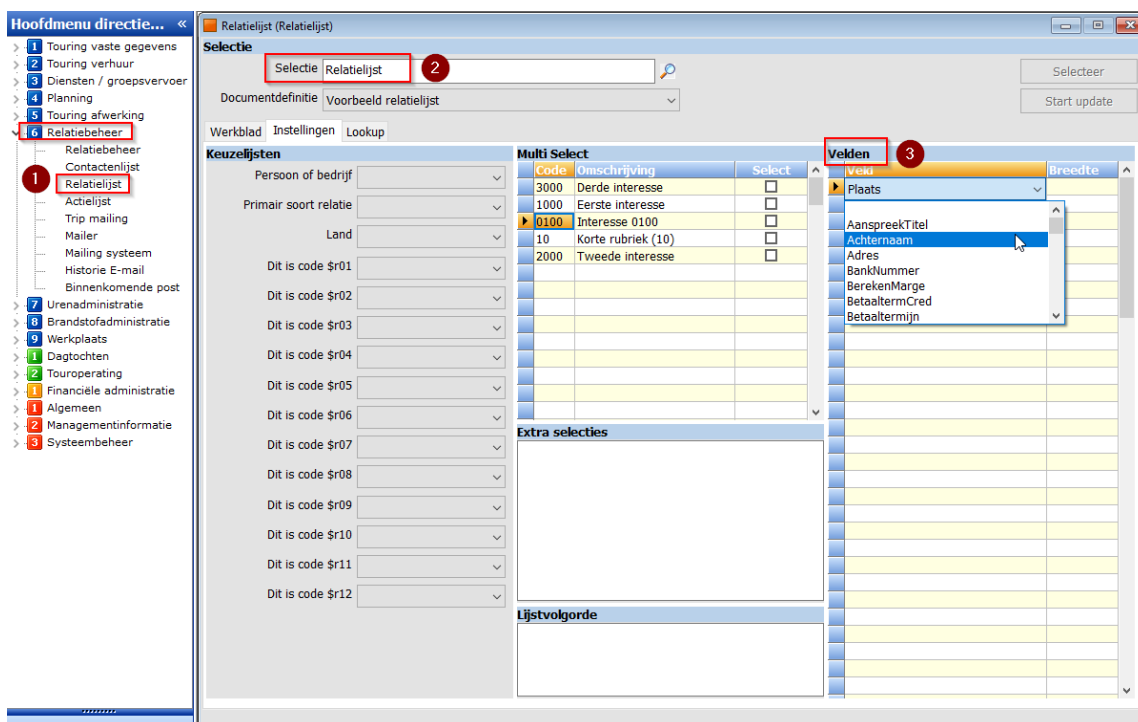 Hoofdmenu directie... «
1 Touring vaste gegevens
2 Touring verhuur
3 Diensten / groepsvervoer
4 Planning
5 Touring afwerking
6 Relatiebeheer
Relatiebeheer
Contactenlijst
1
Relatielijst
Actielijst
Trip mailing
Mailer
Mailing systeem
Historie E-mail
Binnenkomende post
7 Urenadministratie
8 Brandstofadministratie
9 Werkplaats
1 Dagtochten
2 Touroperating
1 Financiële administratie
1 Algemeen
2 Managementinformatie
3 Systeembeheer
Relatielijst (Relatielijst)
Selectie
Selectie Relatielijst 2
Selecteer
Documentdefinitie Voorbeeld relatielijst
Start update
Werkblad Instellingen Lookup
Keuzelijsten
Persoon of bedrijf
Primair soort relatie
Land
Dit is code $r01
Dit is code $r02
Dit is code $r03
Dit is code $r04
Dit is code $r05
Dit is code $r06
Dit is code $r07
Dit is code $r08
Dit is code $r09
Dit is code $r10
Dit is code $r11
Dit is code $r12
Multi Select
Code Omschrijving Select
3000 Derde interesse
1000 Eerste interesse
0100 Interesse 0100
10 Korte rubriek (10)
2000 Tweede interesse
Extra selecties
Lijstvolgorde
Velden 3
Veld Breedte
Plaats
AanspreekTitel
Achternaam
Adres
BankNummer
BerekenMarge
BetaaltermCred
Betaaltermijn